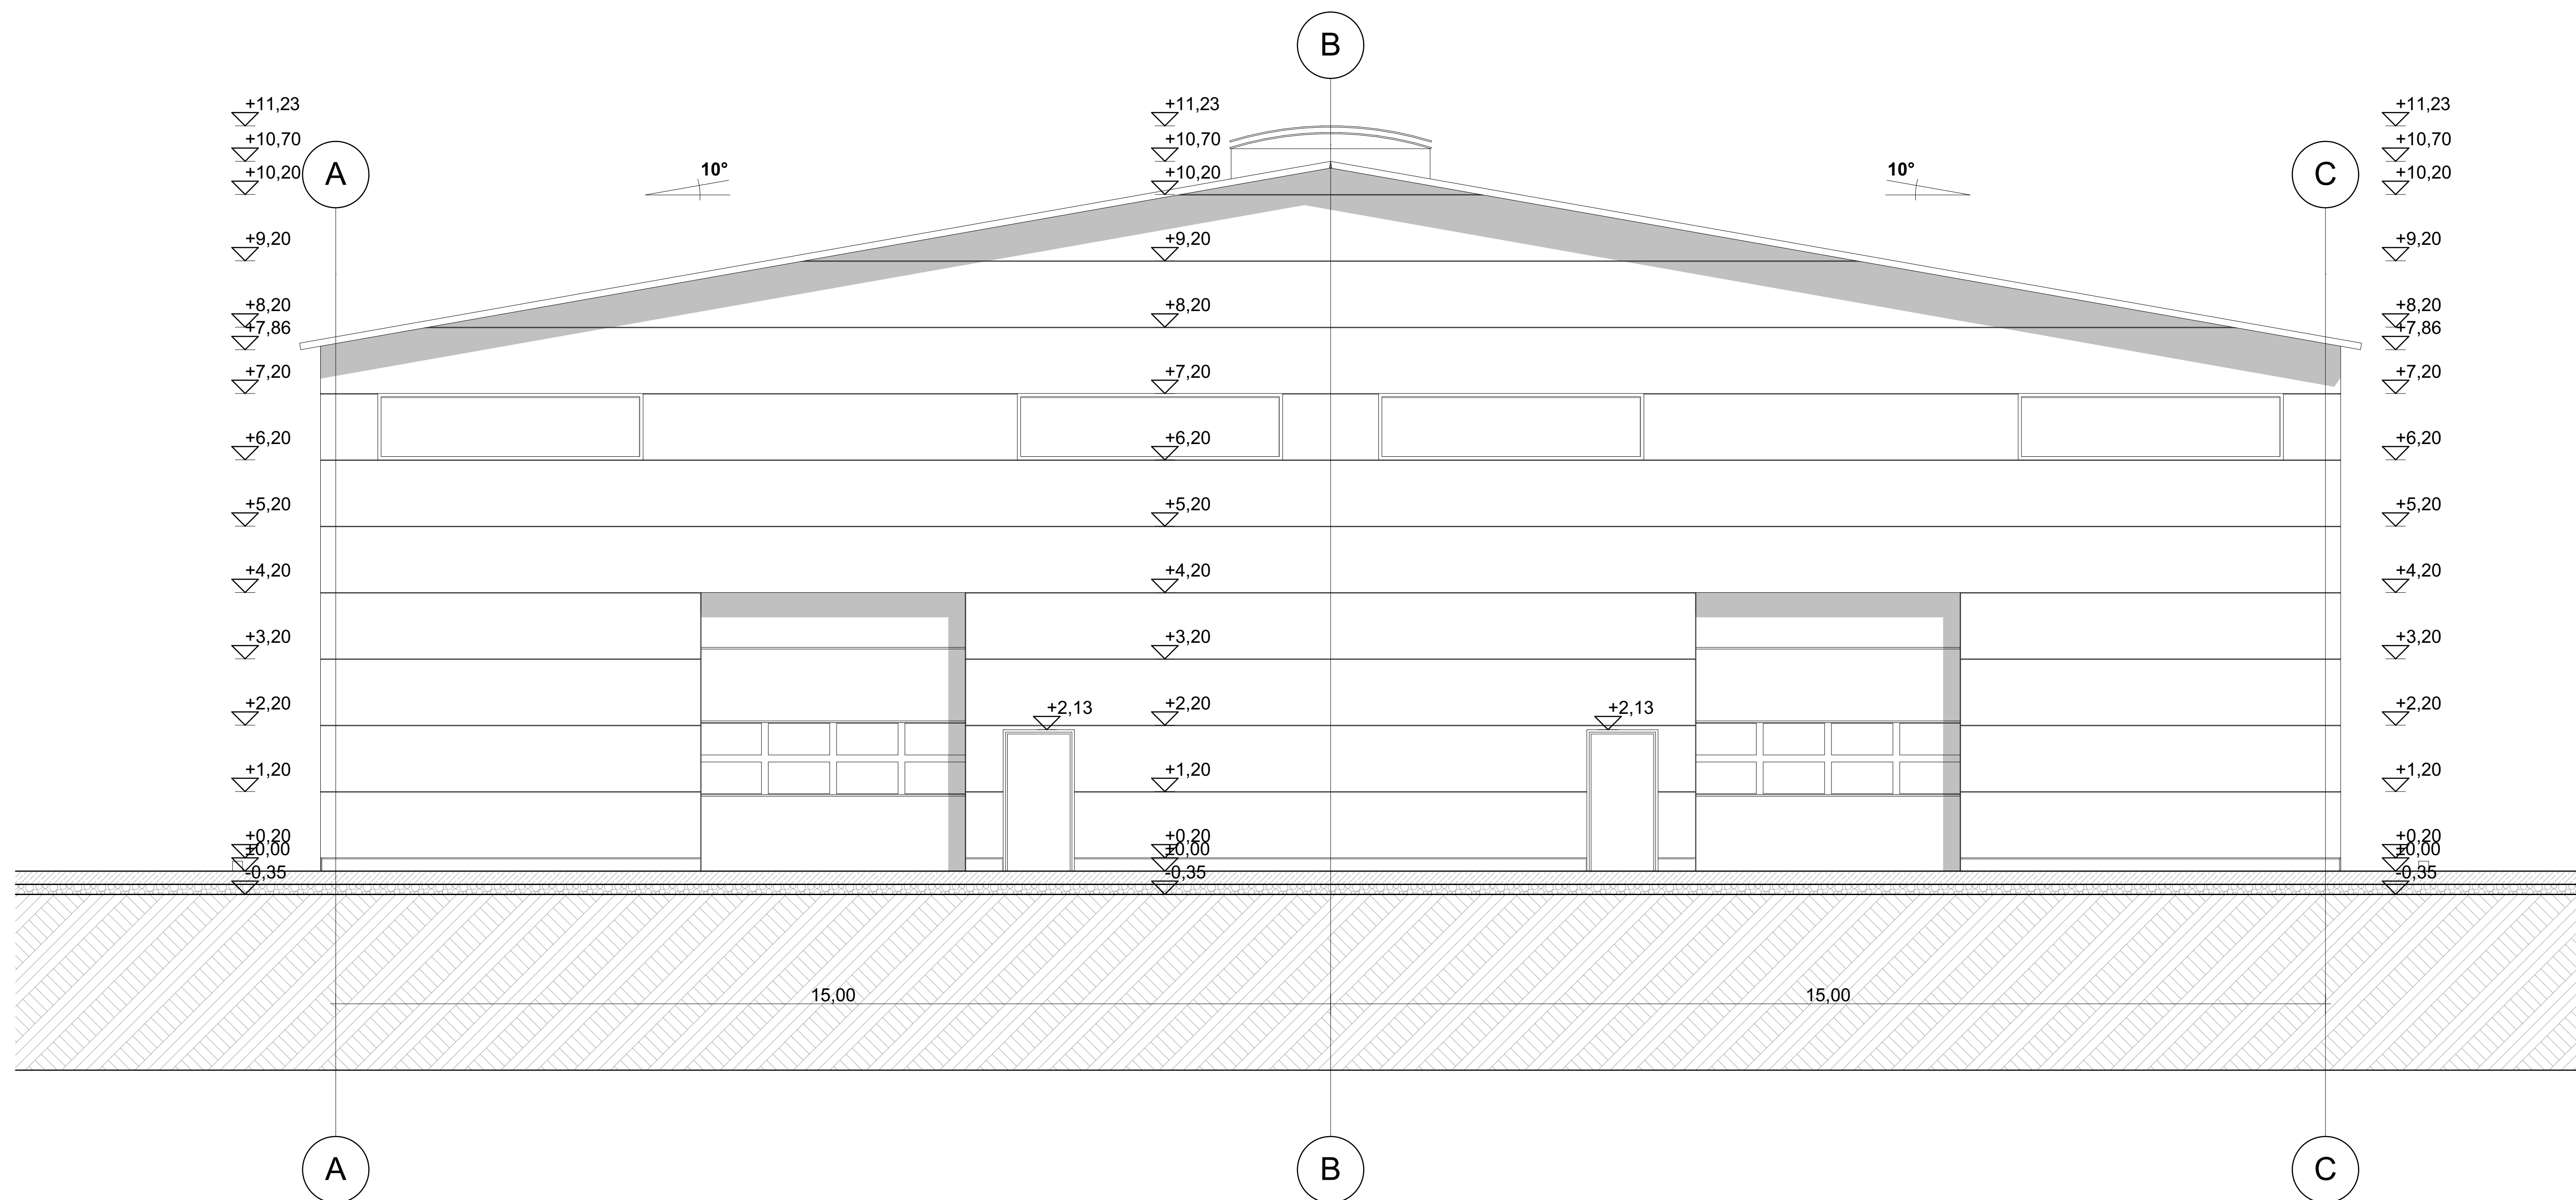 B
+11,23 +11,23 +11,23
+10,70 +10,70 +10,70
A C
10° 10°
+10,20 +10,20 +10,20
+9,20 +9,20 +9,20
+8,20 +8,20 +8,20
+7,86 +7,86
+7,20 +7,20 +7,20
+6,20 +6,20 +6,20
+5,20 +5,20 +5,20
+4,20 +4,20 +4,20
+3,20 +3,20 +3,20
+2,20 +2,13 +2,20 +2,13 +2,20
+1,20 +1,20 +1,20
+0,20 +0,20 +0,20
±0,00 ±0,00 ±0,00
-0,35 -0,35 -0,35
15,00 15,00
A B C